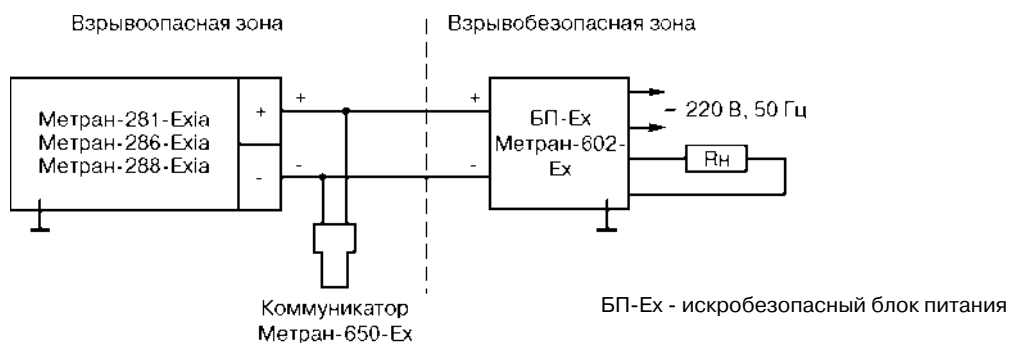 Взрывоопасная зона
Взрывобезопасная зона
Метран-281-Exia
Метран-286-Exia
Метран-288-Exia
+
-
+
-
+
-
БП-Ex
Метран-602-
Ex
~ 220 В, 50 Гц
Rн
Коммуникатор
Метран-650-Ex
БП-Ex - искробезопасный блок питания